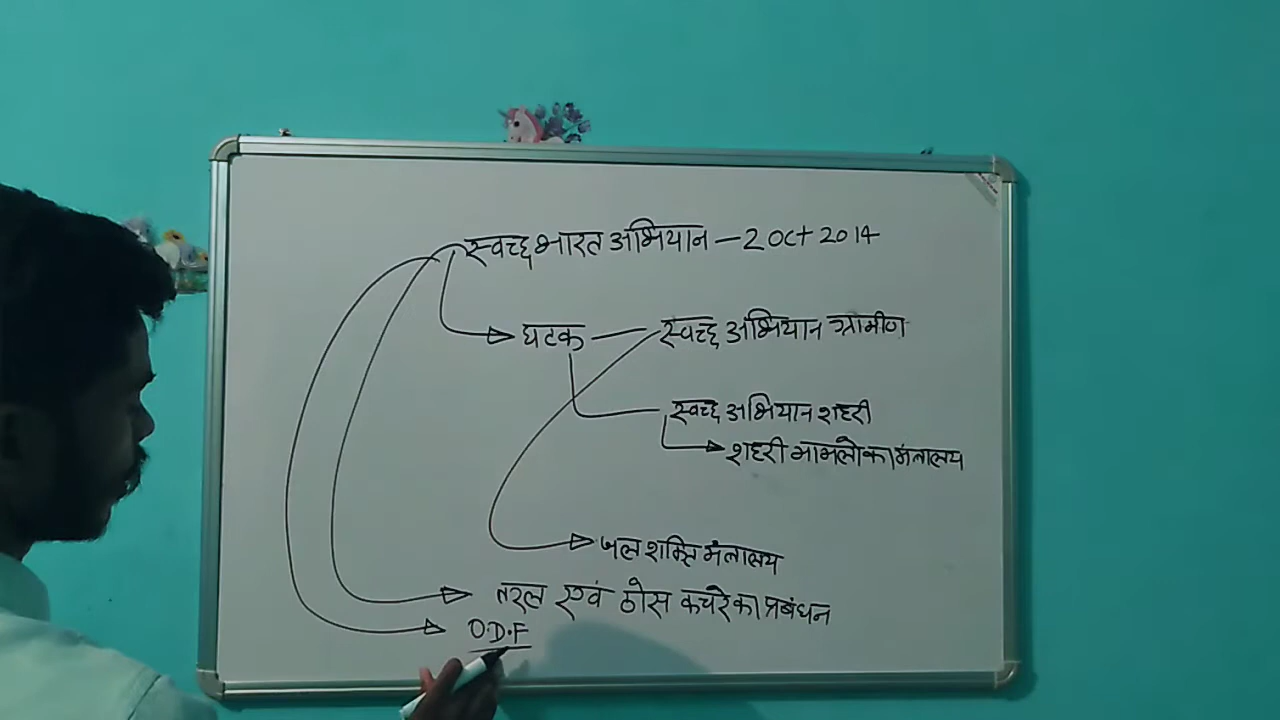 स्वच्छ भारत अभियान – 2 Oct 2014
घटक – स्वच्छ अभियान ग्रामीण
स्वच्छ अभियान शहरी
शहरी मामलो का मंत्रालय
जल शक्ति मंत्रालय
तरल एवं ठोस कचरे का प्रबंधन
O.D.F